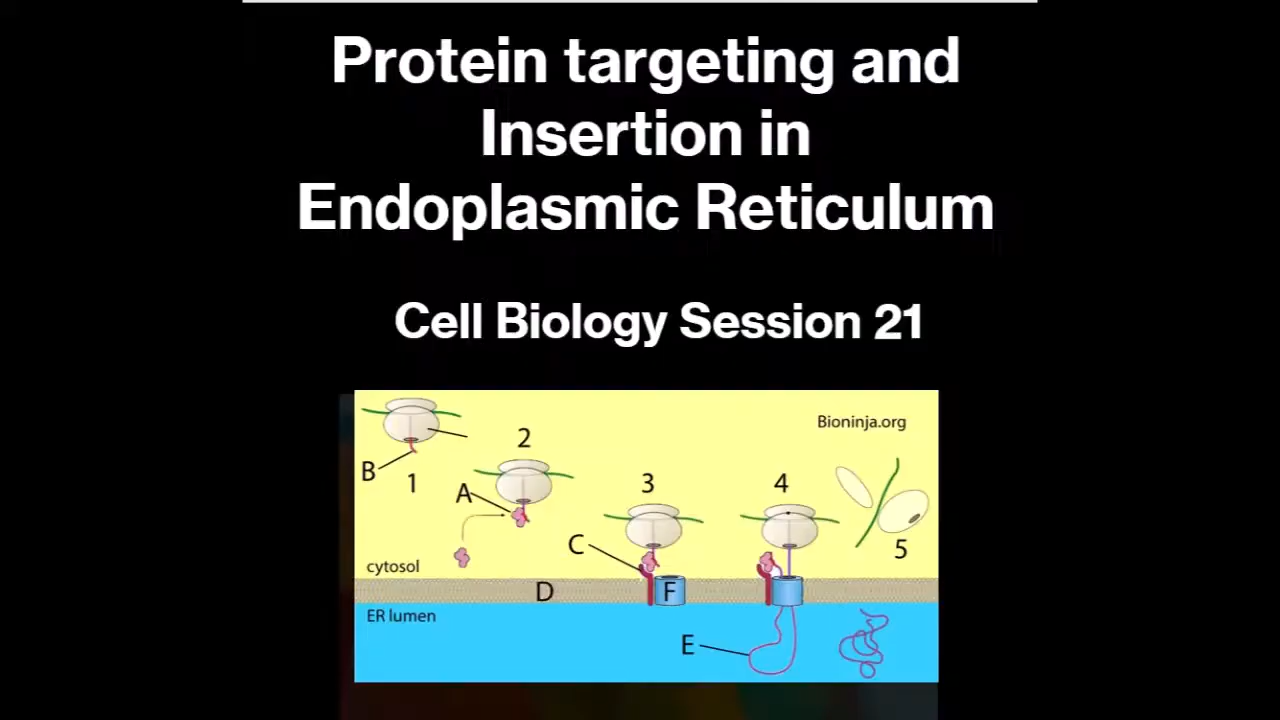 Protein targeting and
Insertion in
Endoplasmic Reticulum
Cell Biology Session 21
Bioninja.org
2
B
1
A
3
4
5
C
cytosol
D
F
ER lumen
E